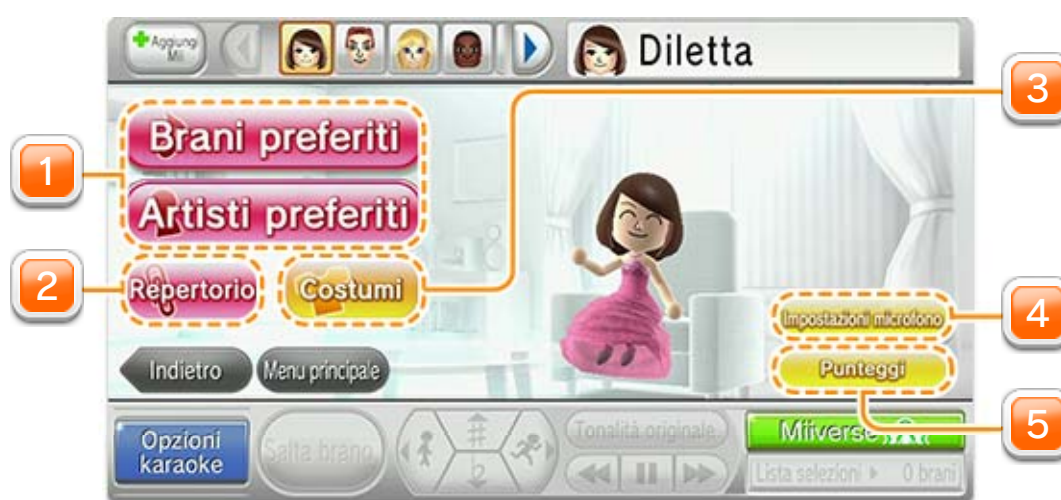 Aggiungi
Mii
Diletta
3
Brani preferiti
1
Artisti preferiti
2
Repertorio
Costumi
Impostazioni microfono
4
Indietro
Menu principale
Punteggi
5
Opzioni
karaoke
Salta brano
#
♭
Tonalità originale
Miiverse
Lista selezioni
0 brani